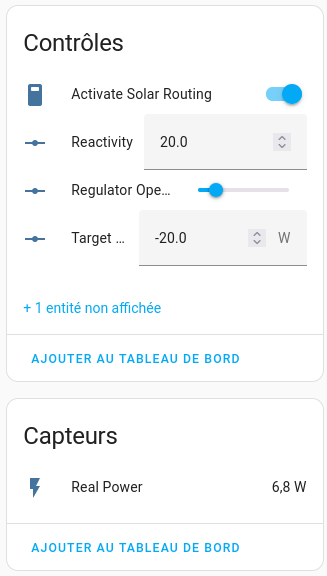 Contrôles
Activate Solar Routing
Reactivity 20.0
Regulator Ope…
Target … -20.0 W
+ 1 entité non affichée
AJOUTER AU TABLEAU DE BORD
Capteurs
Real Power 6,8 W
AJOUTER AU TABLEAU DE BORD